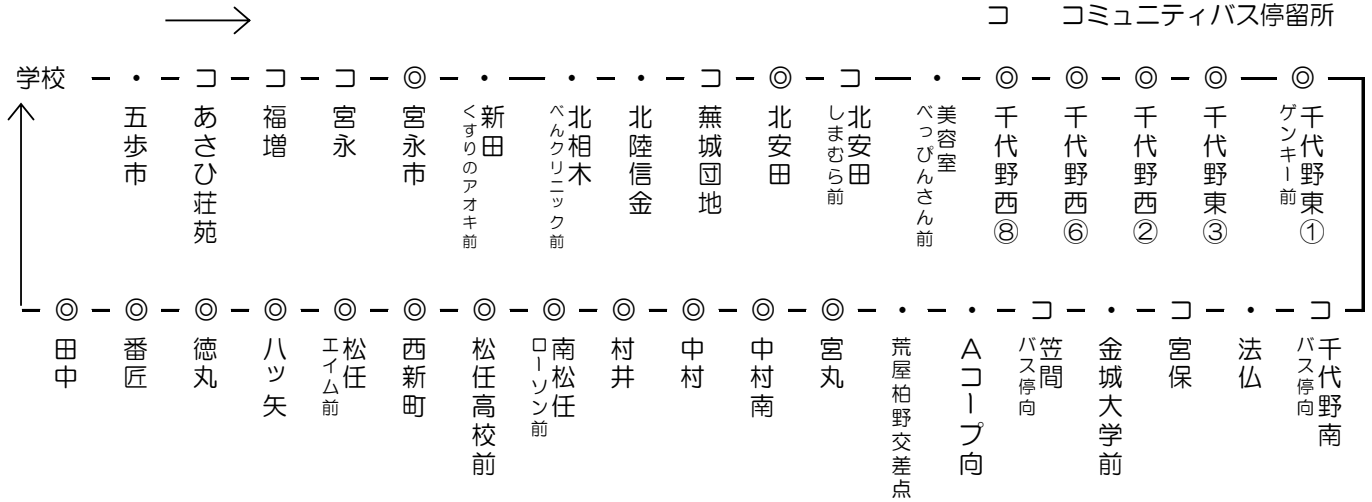 コ　コミュニティバス停留所
学校 ・ コ コ コ ◎ ・ ・ ・ コ ◎ コ ・ ◎ ◎ ◎ ◎ ◎
五歩市
あさひ荘苑
福増
宮永
宮永市
新田
くすりのアオキ前
北相木
べんクリニック前
北陸信金
蕪城団地
北安田
北安田
しまむら前
美容室
べっぴんさん前
千代野西⑧
千代野西⑥
千代野西②
千代野東③
千代野東①
ゲンキー前
◎ ◎ ◎ ◎ ◎ ◎ ◎ ◎ ◎ ◎ ◎ ◎ ・ ・ コ ・ コ ・ コ
田中
番匠
徳丸
八ッ矢
松任
エイム前
西新町
松任高校前
南松任
ローソン前
村井
中村
中村南
宮丸
荒屋柏野交差点
Aコープ向
笠間
バス停向
金城大学前
宮保
法仏
千代野南
バス停向